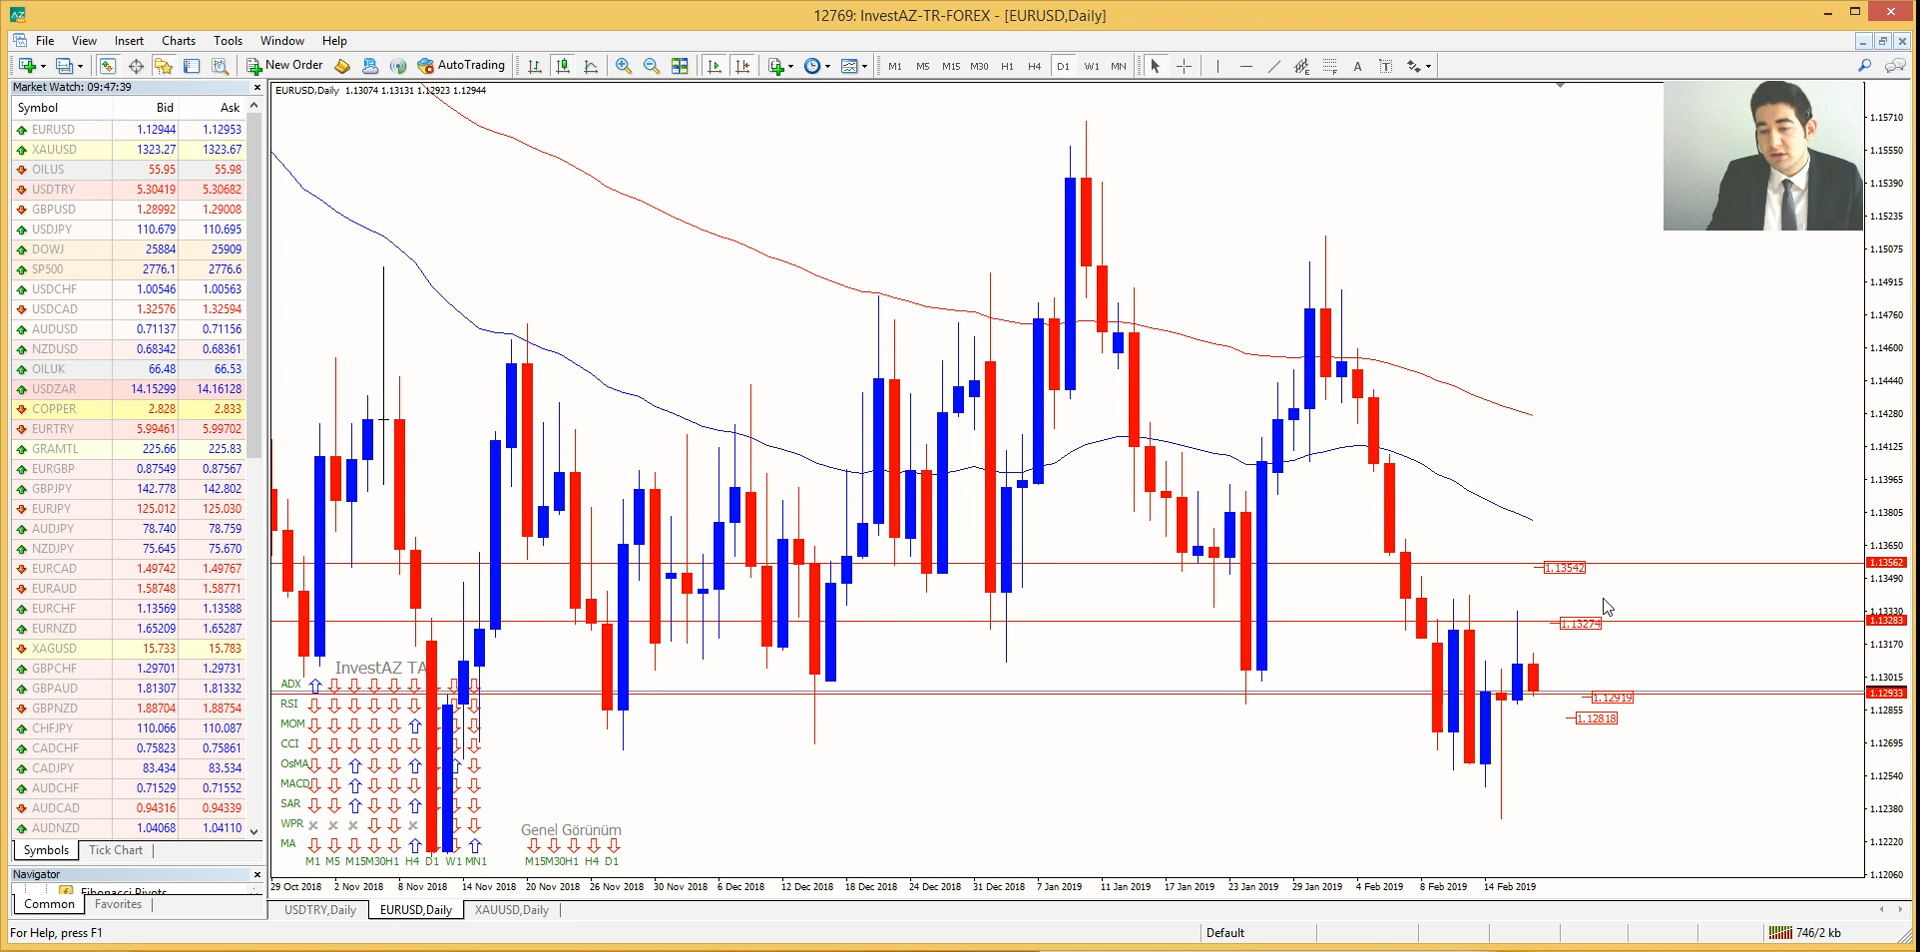 12769: InvestAZ-TR-FOREX - [EURUSD,Daily]
File View Insert Charts Tools Window Help
New Order AutoTrading M1 M5 M15 M30 H1 H4 D1 W1 MN A T
Market Watch: 09:47:39
Symbol Bid Ask
EURUSD 1.12944 1.12953
XAUUSD 1323.27 1323.67
OILUS 55.95 55.98
USDTRY 5.30419 5.30682
GBPUSD 1.28992 1.29008
USDJPY 110.679 110.695
DOWJ 25884 25909
SP500 2776.1 2776.6
USDCHF 1.00546 1.00563
USDCAD 1.32576 1.32594
AUDUSD 0.71137 0.71156
NZDUSD 0.68342 0.68361
OILUK 66.48 66.53
USDZAR 14.15299 14.16128
COPPER 2.828 2.833
EURTRY 5.99461 5.99702
GRAMTL 225.66 225.83
EURGBP 0.87549 0.87567
GBPJPY 142.778 142.802
EURJPY 125.012 125.030
AUDJPY 78.740 78.759
NZDJPY 75.645 75.670
EURCAD 1.49742 1.49767
EURAUD 1.58748 1.58771
EURCHF 1.13569 1.13588
EURNZD 1.65209 1.65287
XAGUSD 15.733 15.783
GBPCHF 1.29701 1.29731
GBPAUD 1.81307 1.81332
GBPNZD 1.88704 1.88754
CHFJPY 110.066 110.087
CADCHF 0.75823 0.75861
CADJPY 83.434 83.534
AUDCHF 0.71529 0.71552
AUDCAD 0.94316 0.94339
AUDNZD 1.04068 1.04110
Symbols Tick Chart
Navigator
Fibonacci Pivots
Common Favorites
EURUSD,Daily 1.13074 1.13131 1.12923 1.12944
1.15710
1.15550
1.15390
1.15235
1.15075
1.14915
1.14760
1.14600
1.14440
1.14280
1.14125
1.13965
1.13805
1.13650
1.13562
1.13542
1.13490
1.13330
1.13283
1.13274
1.13170
1.13015
1.12933
1.12919
1.12855
1.12818
1.12695
1.12540
1.12380
1.12220
1.12060
InvestAZ TA
ADX
RSI
MOM
CCI
OsMA
MACD
SAR
WPR
MA
M1 M5 M15 M30 H1 H4 D1 W1 MN1
Genel Görünüm
M15 M30 H1 H4 D1
29 Oct 2018 2 Nov 2018 8 Nov 2018 14 Nov 2018 20 Nov 2018 26 Nov 2018 30 Nov 2018 6 Dec 2018 12 Dec 2018 18 Dec 2018 24 Dec 2018 31 Dec 2018 7 Jan 2019 11 Jan 2019 17 Jan 2019 23 Jan 2019 29 Jan 2019 4 Feb 2019 8 Feb 2019 14 Feb 2019
USDTRY,Daily EURUSD,Daily XAUUSD,Daily
For Help, press F1 Default 746/2 kb